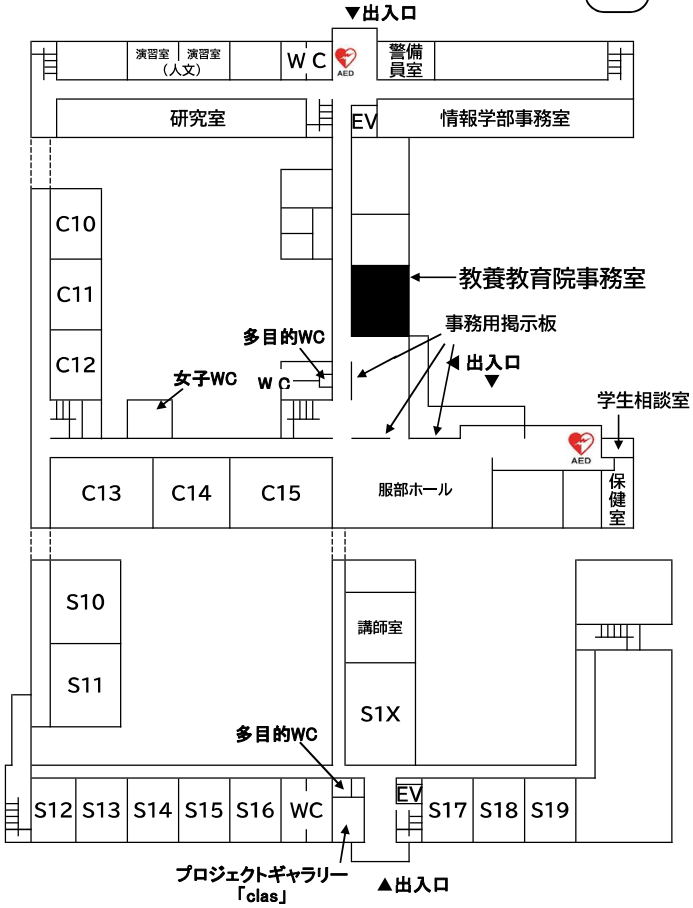 ▼出入口
演習室 演習室
(人文)
WC
AED
警備
員室
研究室
EV
情報学部事務室
C10
C11
教養教育院事務室
事務用掲示板
多目的WC
C12
◀ 出入口
▼
女子WC
WC
学生相談室
AED
C13
C14
C15
服部ホール
保健室
S10
講師室
S11
S1X
多目的WC
S12
S13
S14
S15
S16
WC
EV
S17
S18
S19
プロジェクトギャラリー
「clas」
▲出入口